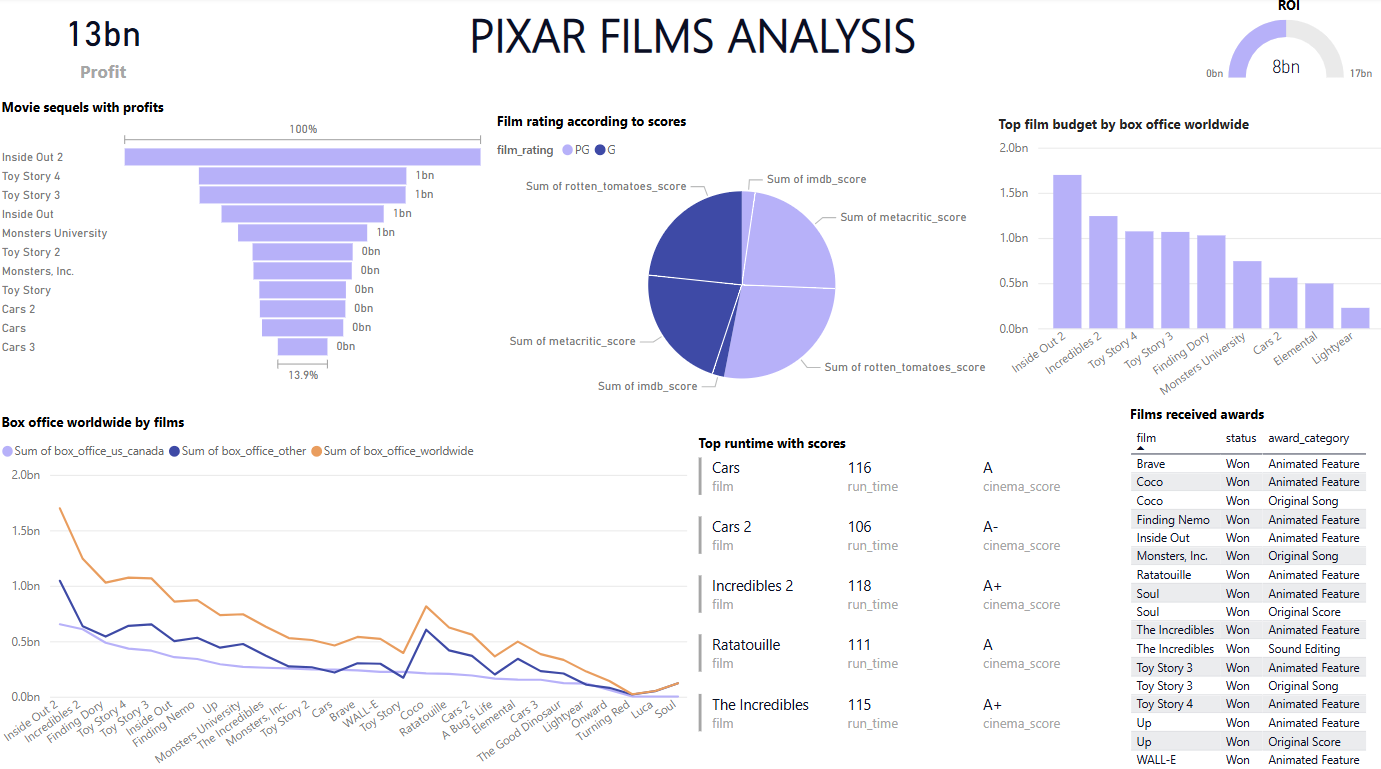 13bn
Profit
PIXAR FILMS ANALYSIS
ROI
0bn
8bn
17bn
Movie sequels with profits
100%
Inside Out 2
Toy Story 4 1bn
Toy Story 3 1bn
Inside Out 1bn
Monsters University 1bn
Toy Story 2 0bn
Monsters, Inc. 0bn
Toy Story 0bn
Cars 2 0bn
Cars 0bn
Cars 3 0bn
13.9%
Film rating according to scores
film_rating PG G
Sum of imdb_score
Sum of metacritic_score
Sum of rotten_tomatoes_score
Sum of imdb_score
Sum of metacritic_score
Sum of rotten_tomatoes_score
Top film budget by box office worldwide
2.0bn
1.5bn
1.0bn
0.5bn
0.0bn
Inside Out 2
Incredibles 2
Toy Story 4
Toy Story 3
Finding Dory
Monsters University
Cars 2
Elemental
Lightyear
Box office worldwide by films
Sum of box_office_us_canada Sum of box_office_other Sum of box_office_worldwide
2.0bn
1.5bn
1.0bn
0.5bn
0.0bn
Inside Out 2
Incredibles 2
Finding Dory
Toy Story 4
Toy Story 3
Inside Out
Finding Nemo
Up
Monsters University
The Incredibles
Monsters, Inc.
Toy Story 2
Cars
Brave
WALL-E
Toy Story
Coco
Ratatouille
Cars 2
A Bug's Life
Elemental
Cars 3
The Good Dinosaur
Lightyear
Onward
Turning Red
Luca
Soul
Top runtime with scores
Cars 116 A
film run_time cinema_score
Cars 2 106 A-
film run_time cinema_score
Incredibles 2 118 A+
film run_time cinema_score
Ratatouille 111 A
film run_time cinema_score
The Incredibles 115 A+
film run_time cinema_score
Films received awards
film status award_category
Brave Won Animated Feature
Coco Won Animated Feature
Coco Won Original Song
Finding Nemo Won Animated Feature
Inside Out Won Animated Feature
Monsters, Inc. Won Original Song
Ratatouille Won Animated Feature
Soul Won Animated Feature
Soul Won Original Score
The Incredibles Won Animated Feature
The Incredibles Won Sound Editing
Toy Story 3 Won Animated Feature
Toy Story 3 Won Original Song
Toy Story 4 Won Animated Feature
Up Won Animated Feature
Up Won Original Score
WALL-E Won Animated Feature